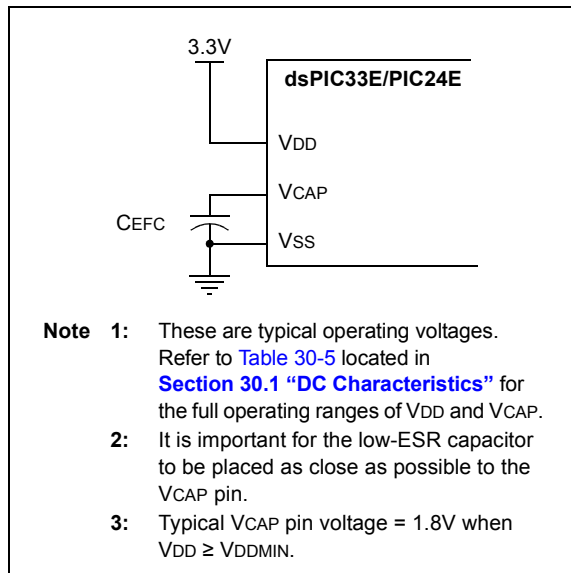 3.3V
dsPIC33E/PIC24E
VDD
VCAP
CEFC
VSS
Note 1: These are typical operating voltages.
Refer to Table 30-5 located in
Section 30.1 “DC Characteristics” for
the full operating ranges of VDD and VCAP.
2: It is important for the low-ESR capacitor
to be placed as close as possible to the
VCAP pin.
3: Typical VCAP pin voltage = 1.8V when
VDD ≥ VDDMIN.